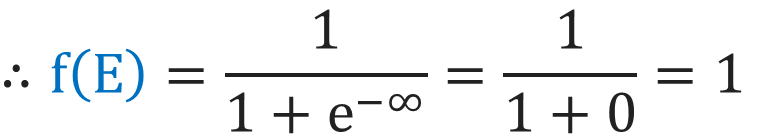 ∴ f(E) = 1 / (1 + e^(−∞)) = 1 / (1 + 0) = 1